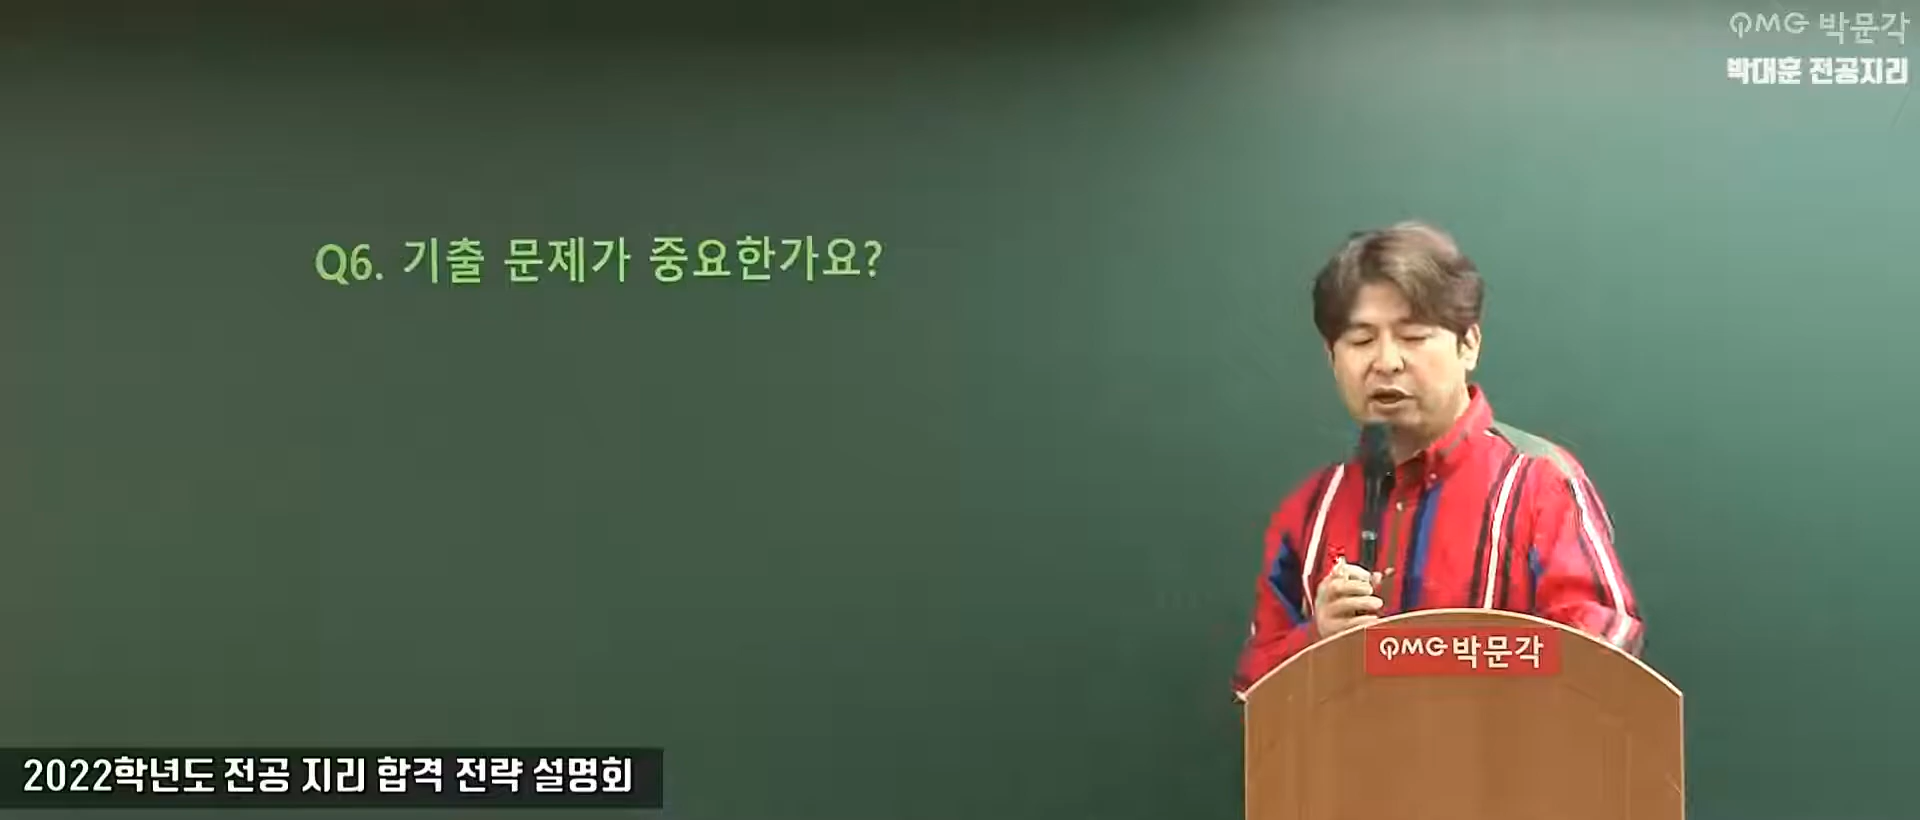 PMG 박문각
박대훈 전공지리
Q6. 기출 문제가 중요한가요?
PMG 박문각
2022학년도 전공 지리 합격 전략 설명회